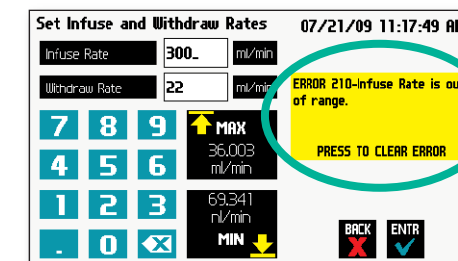 Set Infuse and Withdraw Rates 07/21/09 11:17:49 A
Infuse Rate 300_ ml/min
Withdraw Rate 22 ml/min
ERROR 210-Infuse Rate is ou
of range.
PRESS TO CLEAR ERROR
7 8 9 MAX
36.003
ml/min
4 5 6
1 2 3 69.341
nl/min
. 0 X MIN
BACK ENTR